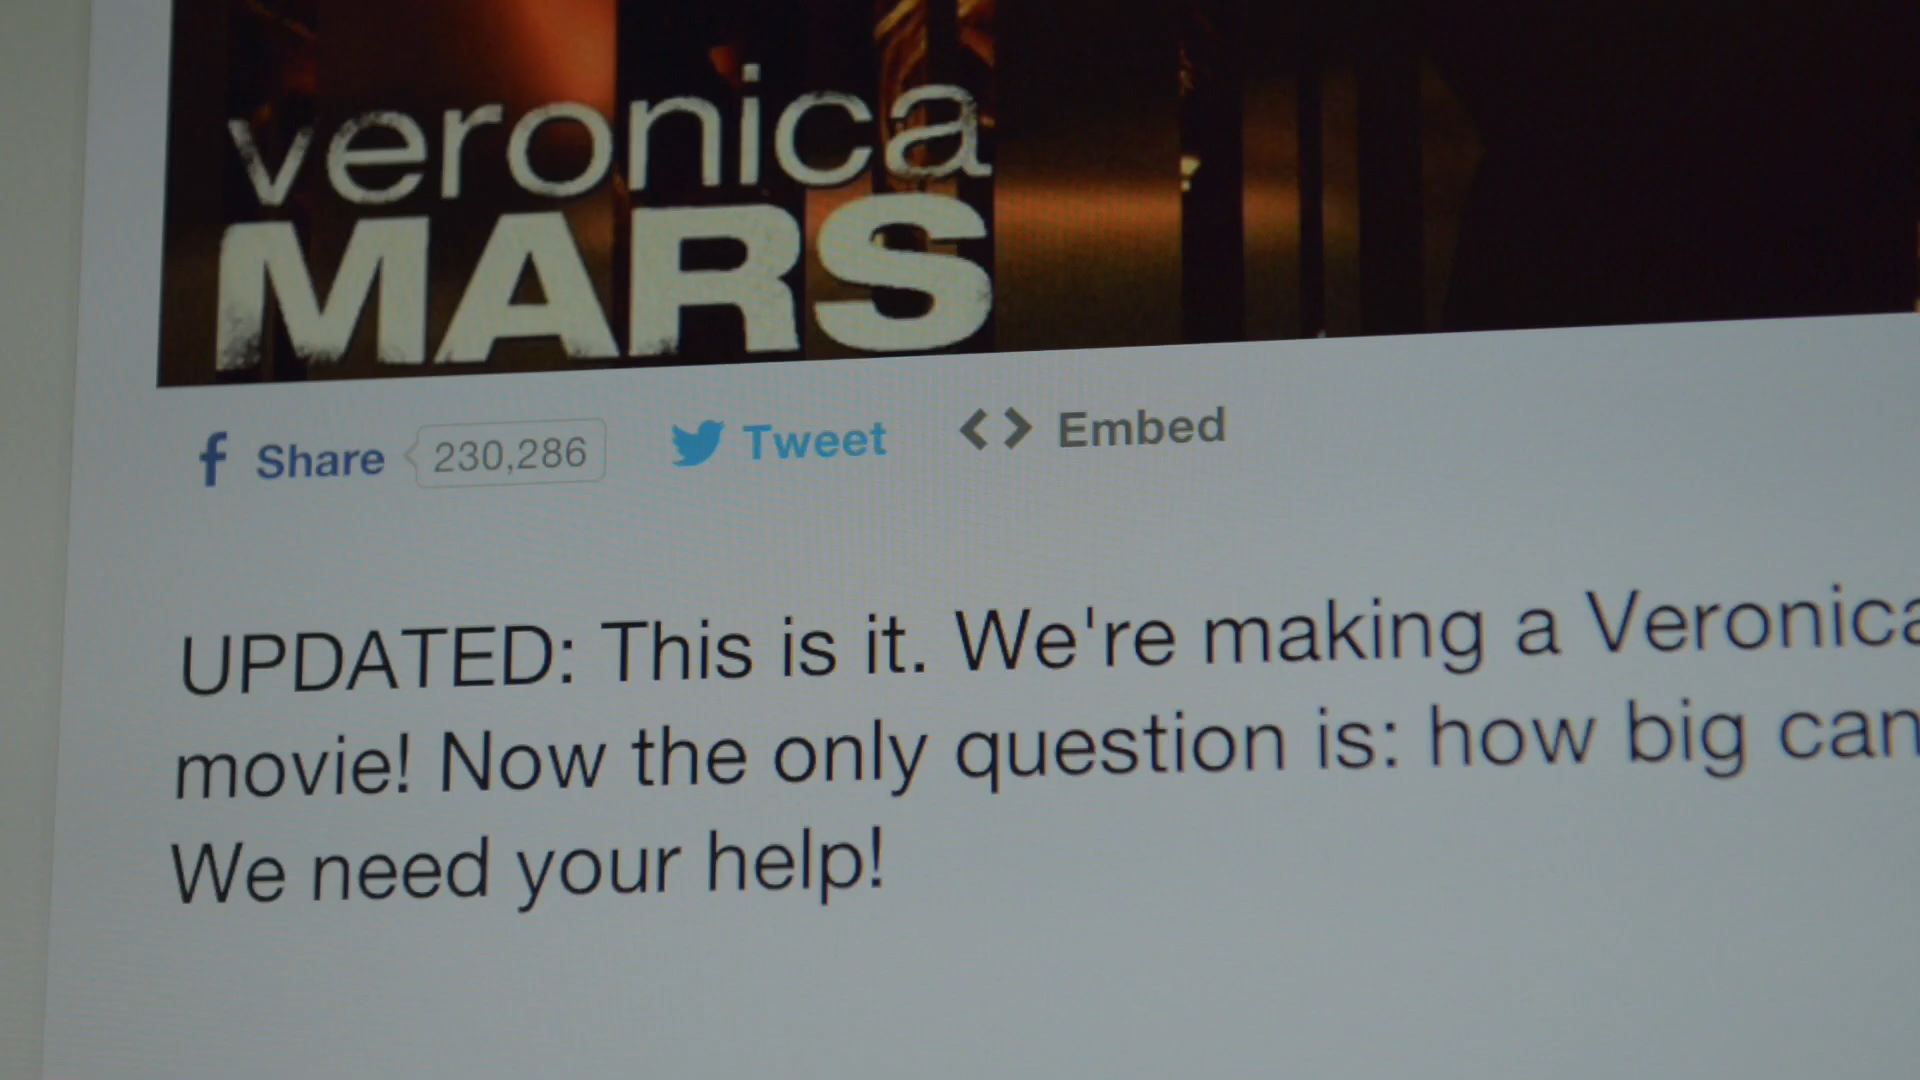 veronica
MARS
f Share 230,286 Tweet <> Embed
UPDATED: This is it. We're making a Veronica
movie! Now the only question is: how big can
We need your help!